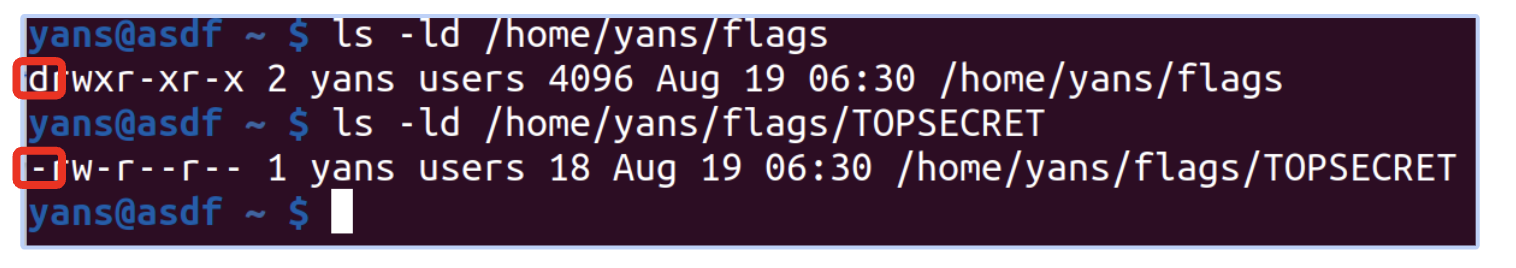 yans@asdf ~ $ ls -ld /home/yans/flags
drwxr-xr-x 2 yans users 4096 Aug 19 06:30 /home/yans/flags
yans@asdf ~ $ ls -ld /home/yans/flags/TOPSECRET
-rw-r--r-- 1 yans users 18 Aug 19 06:30 /home/yans/flags/TOPSECRET
yans@asdf ~ $